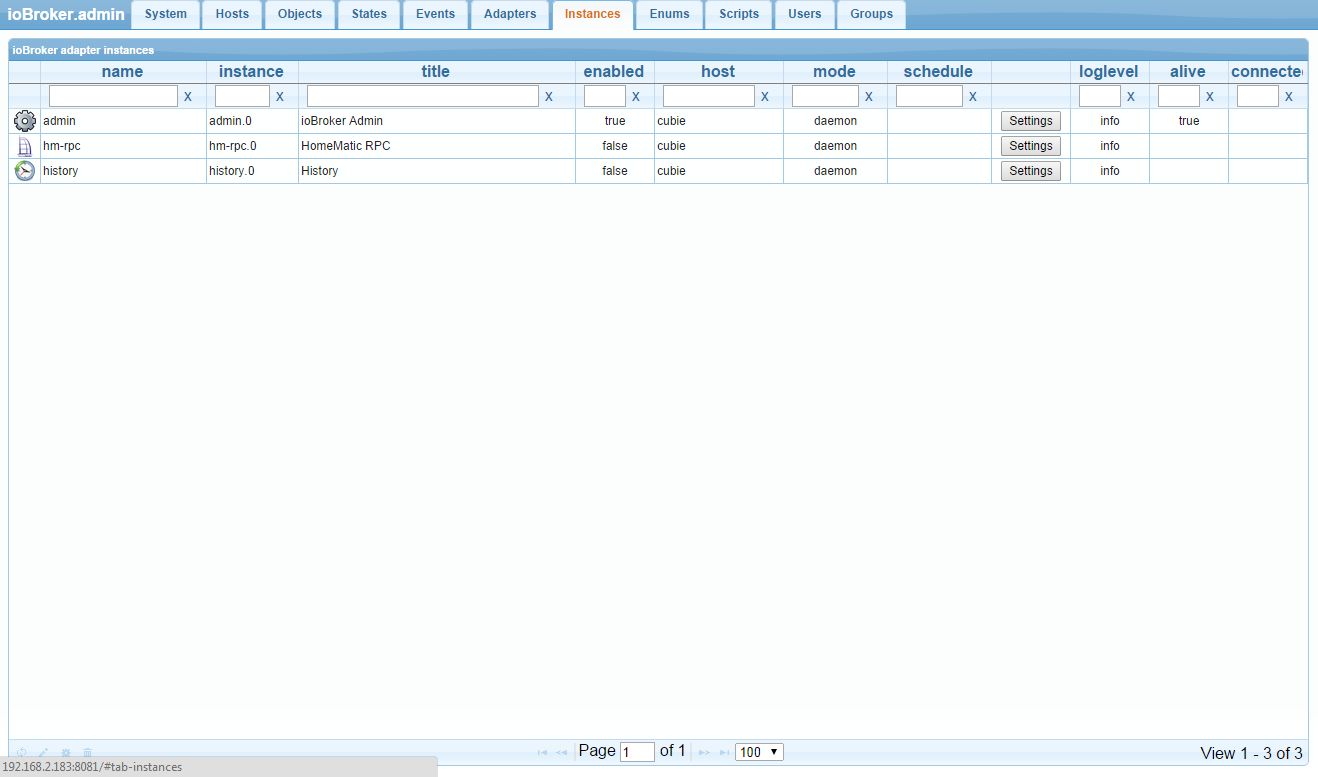 ioBroker.admin System Hosts Objects States Events Adapters Instances Enums Scripts Users Groups
ioBroker adapter instances
name instance title enabled host mode schedule loglevel alive connected
x x x x x x x x x x
admin admin.0 ioBroker Admin true cubie daemon Settings info true
hm-rpc hm-rpc.0 HomeMatic RPC false cubie daemon Settings info
history history.0 History false cubie daemon Settings info
Page 1 of 1 100 View 1 - 3 of 3
192.168.2.183:8081/#tab-instances